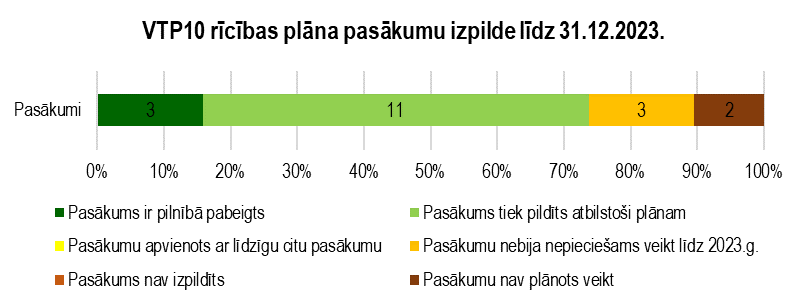 VTP10 rīcības plāna pasākumu izpilde līdz 31.12.2023.
Pasākumi 3 11 3 2
0% 10% 20% 30% 40% 50% 60% 70% 80% 90% 100%
Pasākums ir pilnībā pabeigts Pasākums tiek pildīts atbilstoši plānam
Pasākumu apvienots ar līdzīgu citu pasākumu Pasākumu nebija nepieciešams veikt līdz 2023.g.
Pasākums nav izpildīts Pasākumu nav plānots veikt